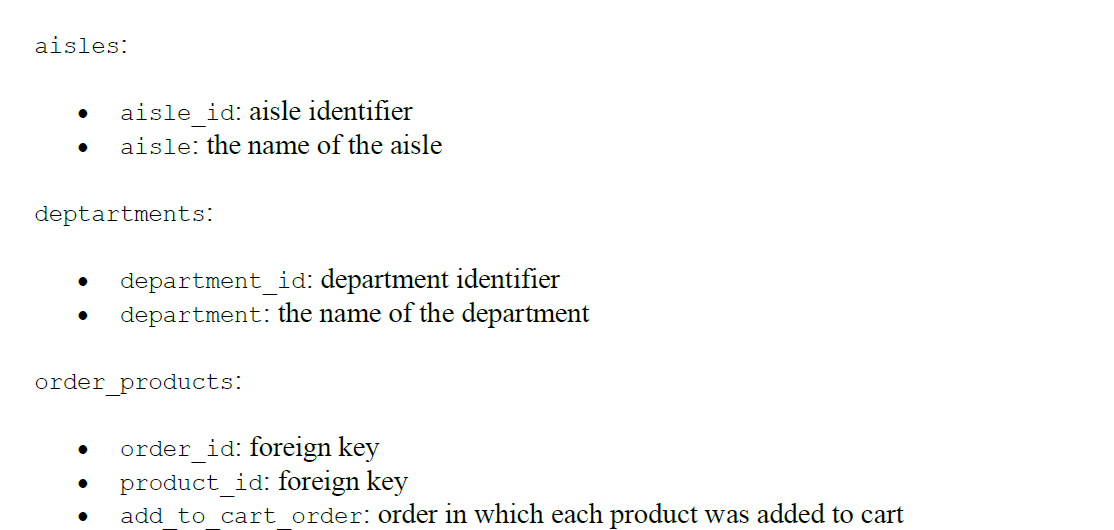 aisles:
• aisle_id: aisle identifier
• aisle: the name of the aisle
deptartments:
• department_id: department identifier
• department: the name of the department
order_products:
• order_id: foreign key
• product_id: foreign key
• add_to_cart_order: order in which each product was added to cart